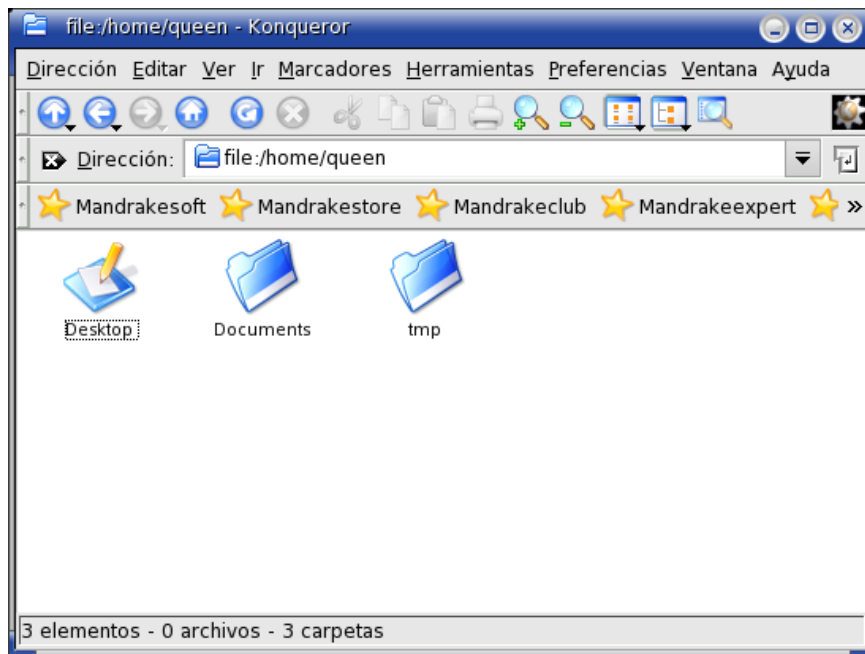 file:/home/queen - Konqueror
Dirección Editar Ver Ir Marcadores Herramientas Preferencias Ventana Ayuda
Dirección: file:/home/queen
Mandrakesoft Mandrakestore Mandrakeclub Mandrakeexpert »
Desktop Documents tmp
3 elementos - 0 archivos - 3 carpetas